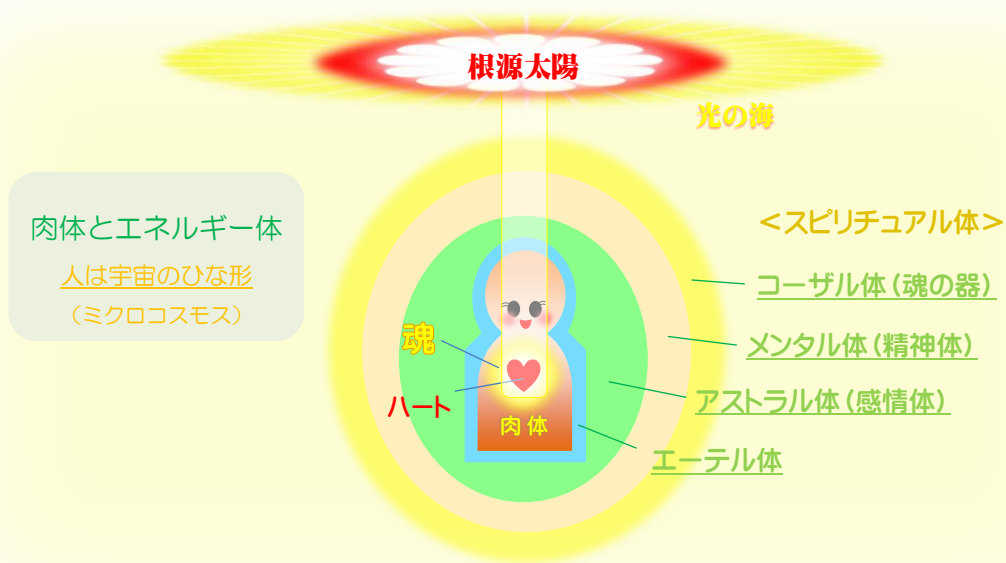 根源太陽
光の海
肉体とエネルギー体
人は宇宙のひな形
（ミクロコスモス）
＜スピリチュアル体＞
コーザル体（魂の器）
メンタル体（精神体）
アストラル体（感情体）
エーテル体
魂
ハート
肉体